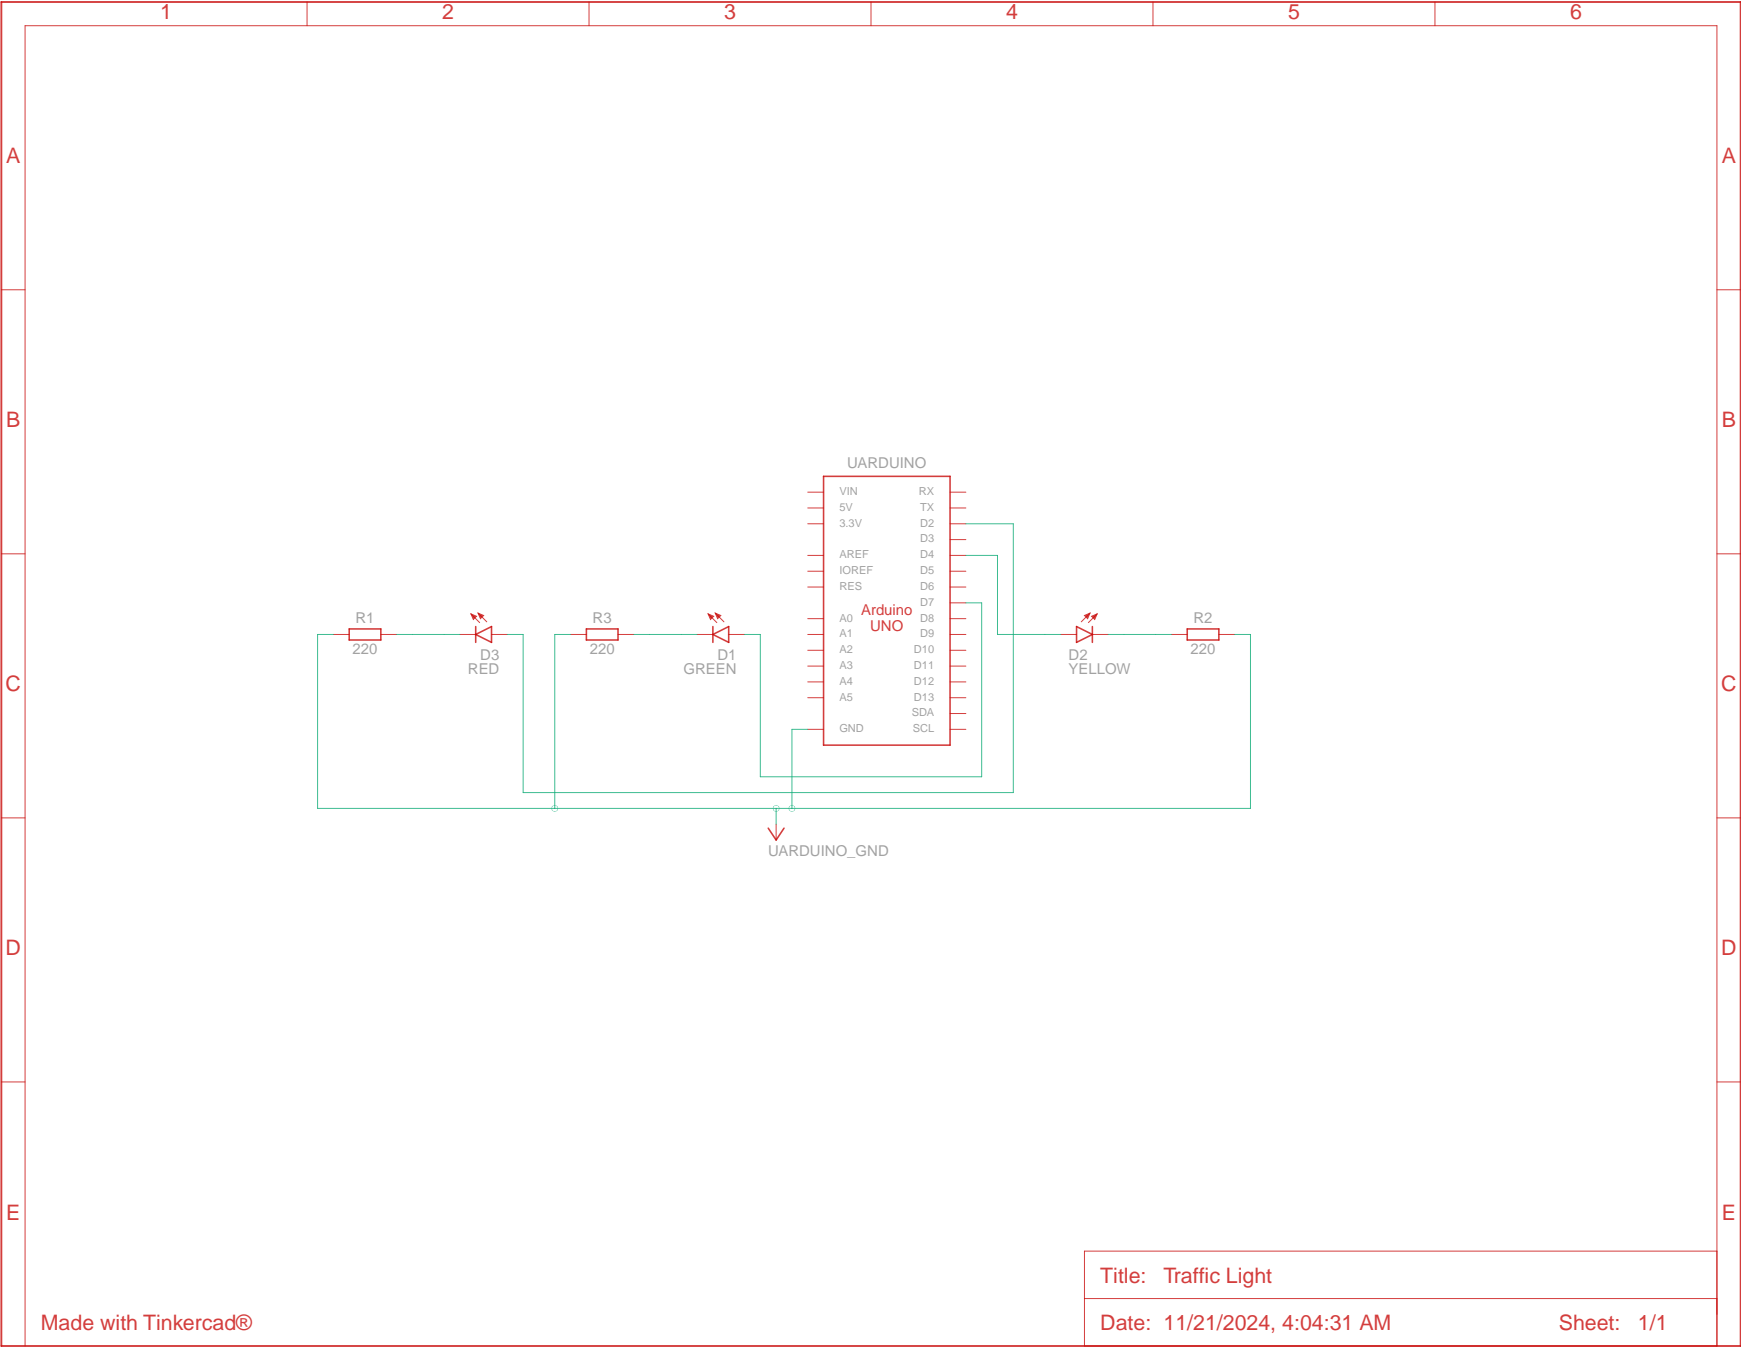 1 2 3 4 5 6
A A
B B
UARDUINO
VIN RX
5V TX
3.3V D2
D3
AREF D4
IOREF D5
RES D6
D7
Arduino
UNO
A0 D8
A1 D9
A2 D10
A3 D11
A4 D12
A5 D13
SDA
GND SCL
R1
220
D3
RED
R3
220
D1
GREEN
D2
YELLOW
R2
220
C C
UARDUINO_GND
D D
E E
Title: Traffic Light
Made with Tinkercad®
Date: 11/21/2024, 4:04:31 AM Sheet: 1/1